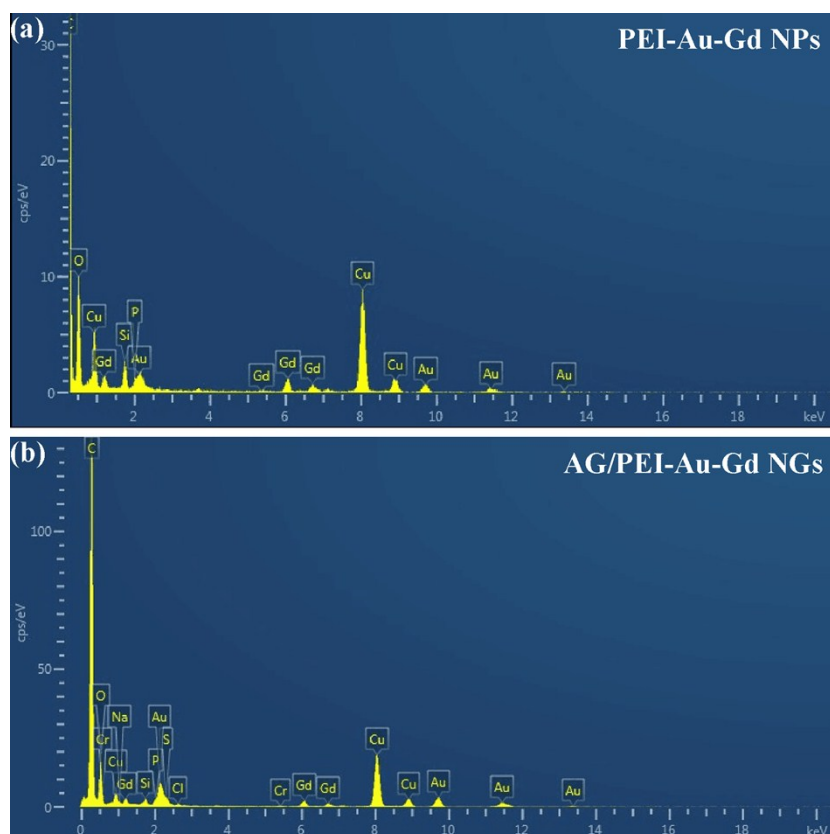 (a)
PEI-Au-Gd NPs
30
20
10
0
cps/eV
O
Cu
Gd
Si
P
Au
Gd
Gd
Gd
Cu
Cu
Au
Au
Au
2 4 6 8 10 12 14 16 18 keV
(b)
AG/PEI-Au-Gd NGs
100
50
0
cps/eV
C
O
Na
Au
Cr
S
Cu
P
Gd
Si
Cl
Cr
Gd
Gd
Cu
Cu
Au
Au
Au
0 2 4 6 8 10 12 14 16 18 keV